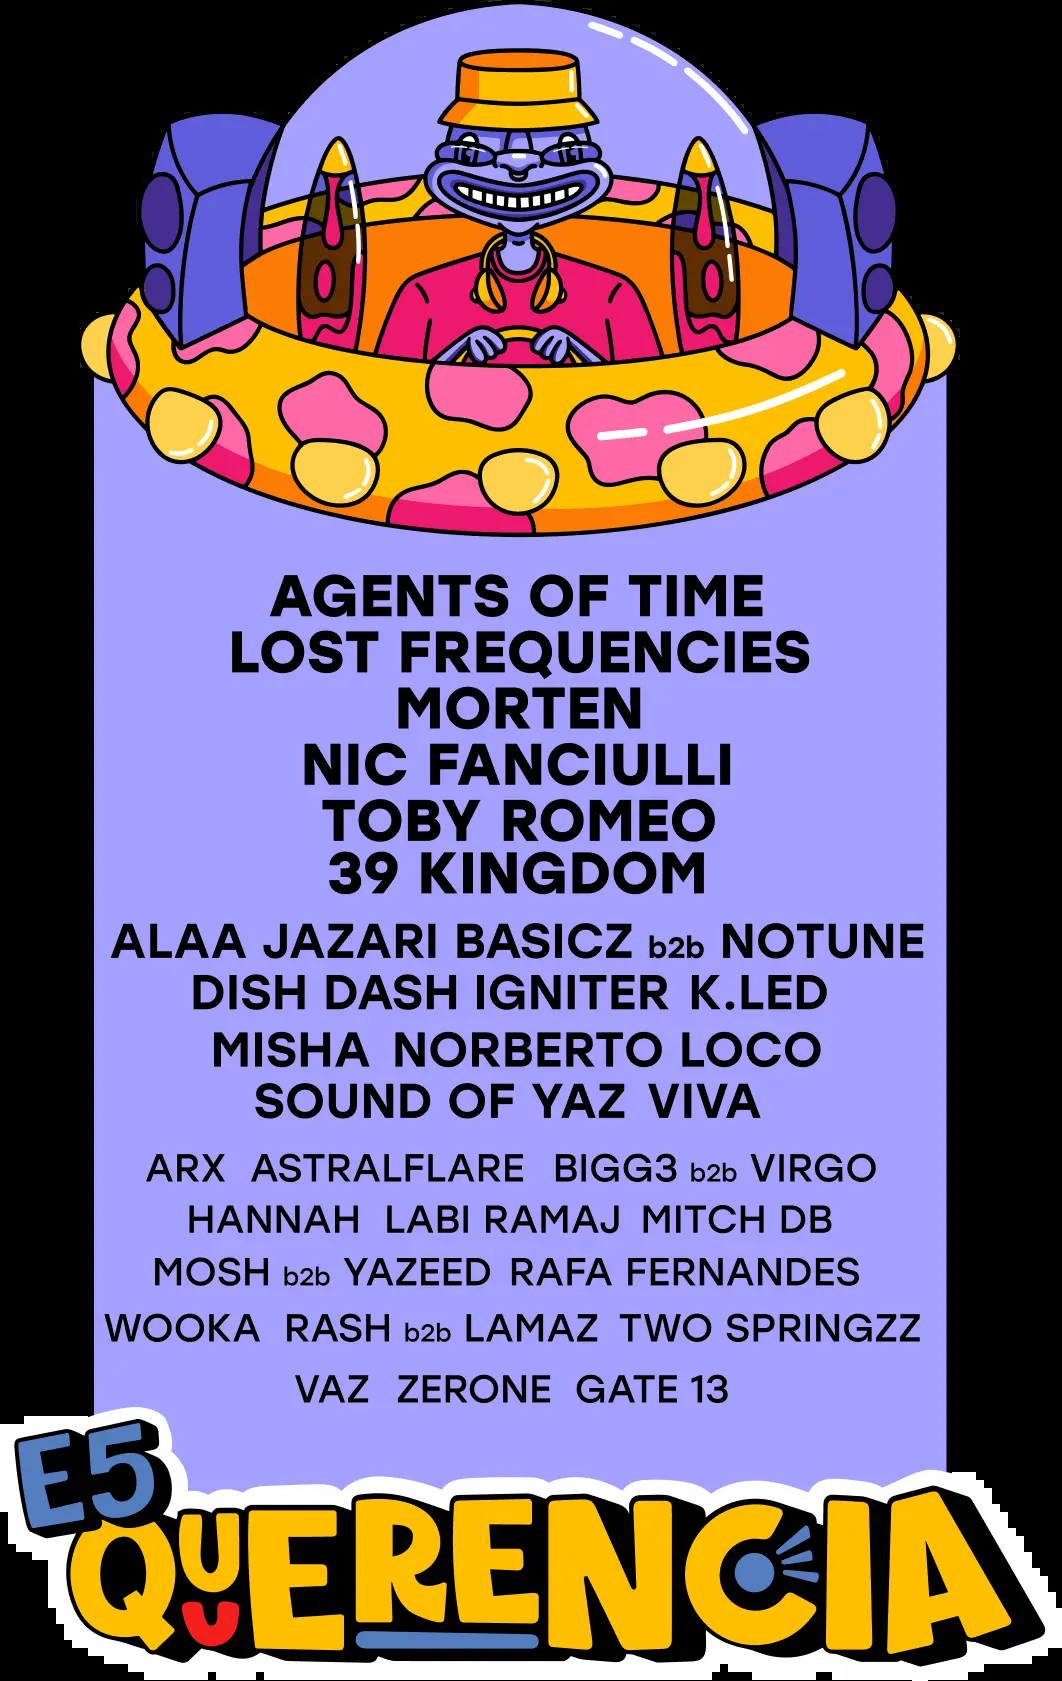 AGENTS OF TIME
LOST FREQUENCIES
MORTEN
NIC FANCIULLI
TOBY ROMEO
39 KINGDOM
ALAA JAZARI BASICZ b2b NOTUNE
DISH DASH IGNITER K.LED
MISHA NORBERTO LOCO
SOUND OF YAZ VIVA
ARX ASTRALFLARE BIGG3 b2b VIRGO
HANNAH LABI RAMAJ MITCH DB
MOSH b2b YAZEED RAFA FERNANDES
WOOKA RASH b2b LAMAZ TWO SPRINGZZ
VAZ ZERONE GATE 13
E5
QUERENCIA